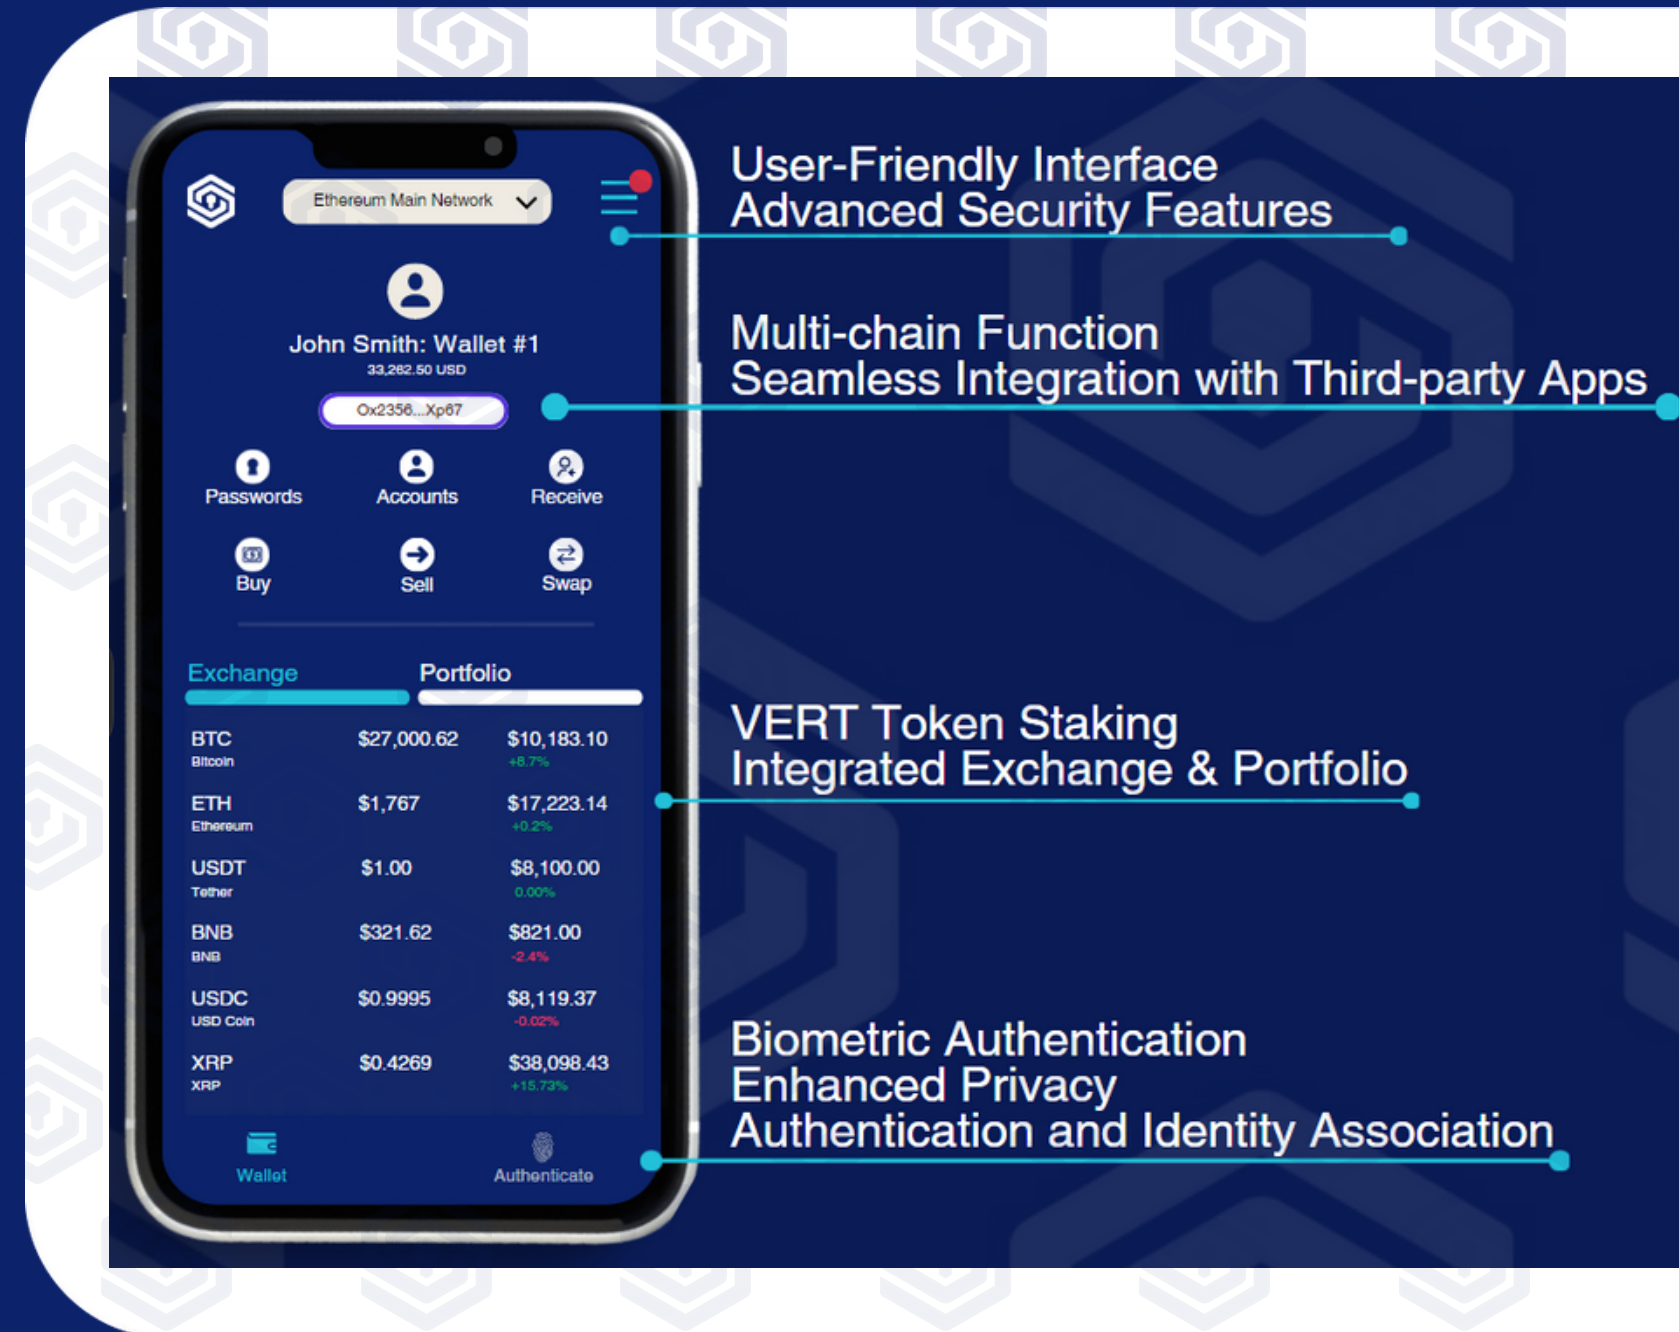 Ethereum Main Network
John Smith: Wallet #1
33,262.50 USD
Ox2356...Xp67
Passwords Accounts Receive
Buy Sell Swap
Exchange Portfolio
BTC $27,000.62 $10,183.10
Bitcoin +8.7%
ETH $1,767 $17,223.14
Ethereum +0.2%
USDT $1.00 $8,100.00
Tether 0.00%
BNB $321.62 $821.00
BNB -2.4%
USDC $0.9995 $8,119.37
USD Coin -0.02%
XRP $0.4269 $38,098.43
XRP +15.73%
Wallet Authenticate
User-Friendly Interface
Advanced Security Features
Multi-chain Function
Seamless Integration with Third-party Apps
VERT Token Staking
Integrated Exchange & Portfolio
Biometric Authentication
Enhanced Privacy
Authentication and Identity Association